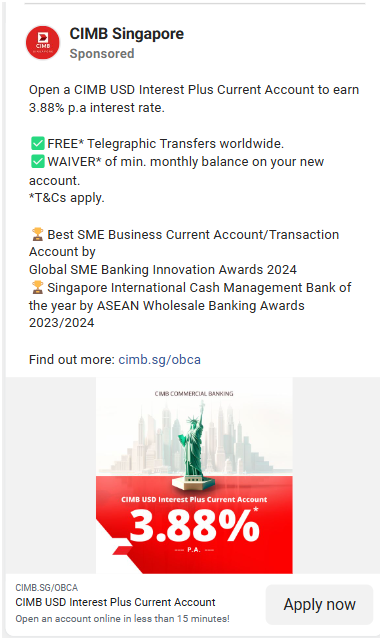 CIMB Singapore
Sponsored
Open a CIMB USD Interest Plus Current Account to earn
3.88% p.a interest rate.
✅FREE* Telegraphic Transfers worldwide.
✅WAIVER* of min. monthly balance on your new
account.
*T&Cs apply.
🏆Best SME Business Current Account/Transaction
Account by
Global SME Banking Innovation Awards 2024
🏆Singapore International Cash Management Bank of
the year by ASEAN Wholesale Banking Awards
2023/2024
Find out more: cimb.sg/obca
CIMB COMMERCIAL BANKING
CIMB USD Interest Plus Current Account
3.88%*
P.A.
CIMB.SG/OBCA
CIMB USD Interest Plus Current Account
Open an account online in less than 15 minutes!
Apply now